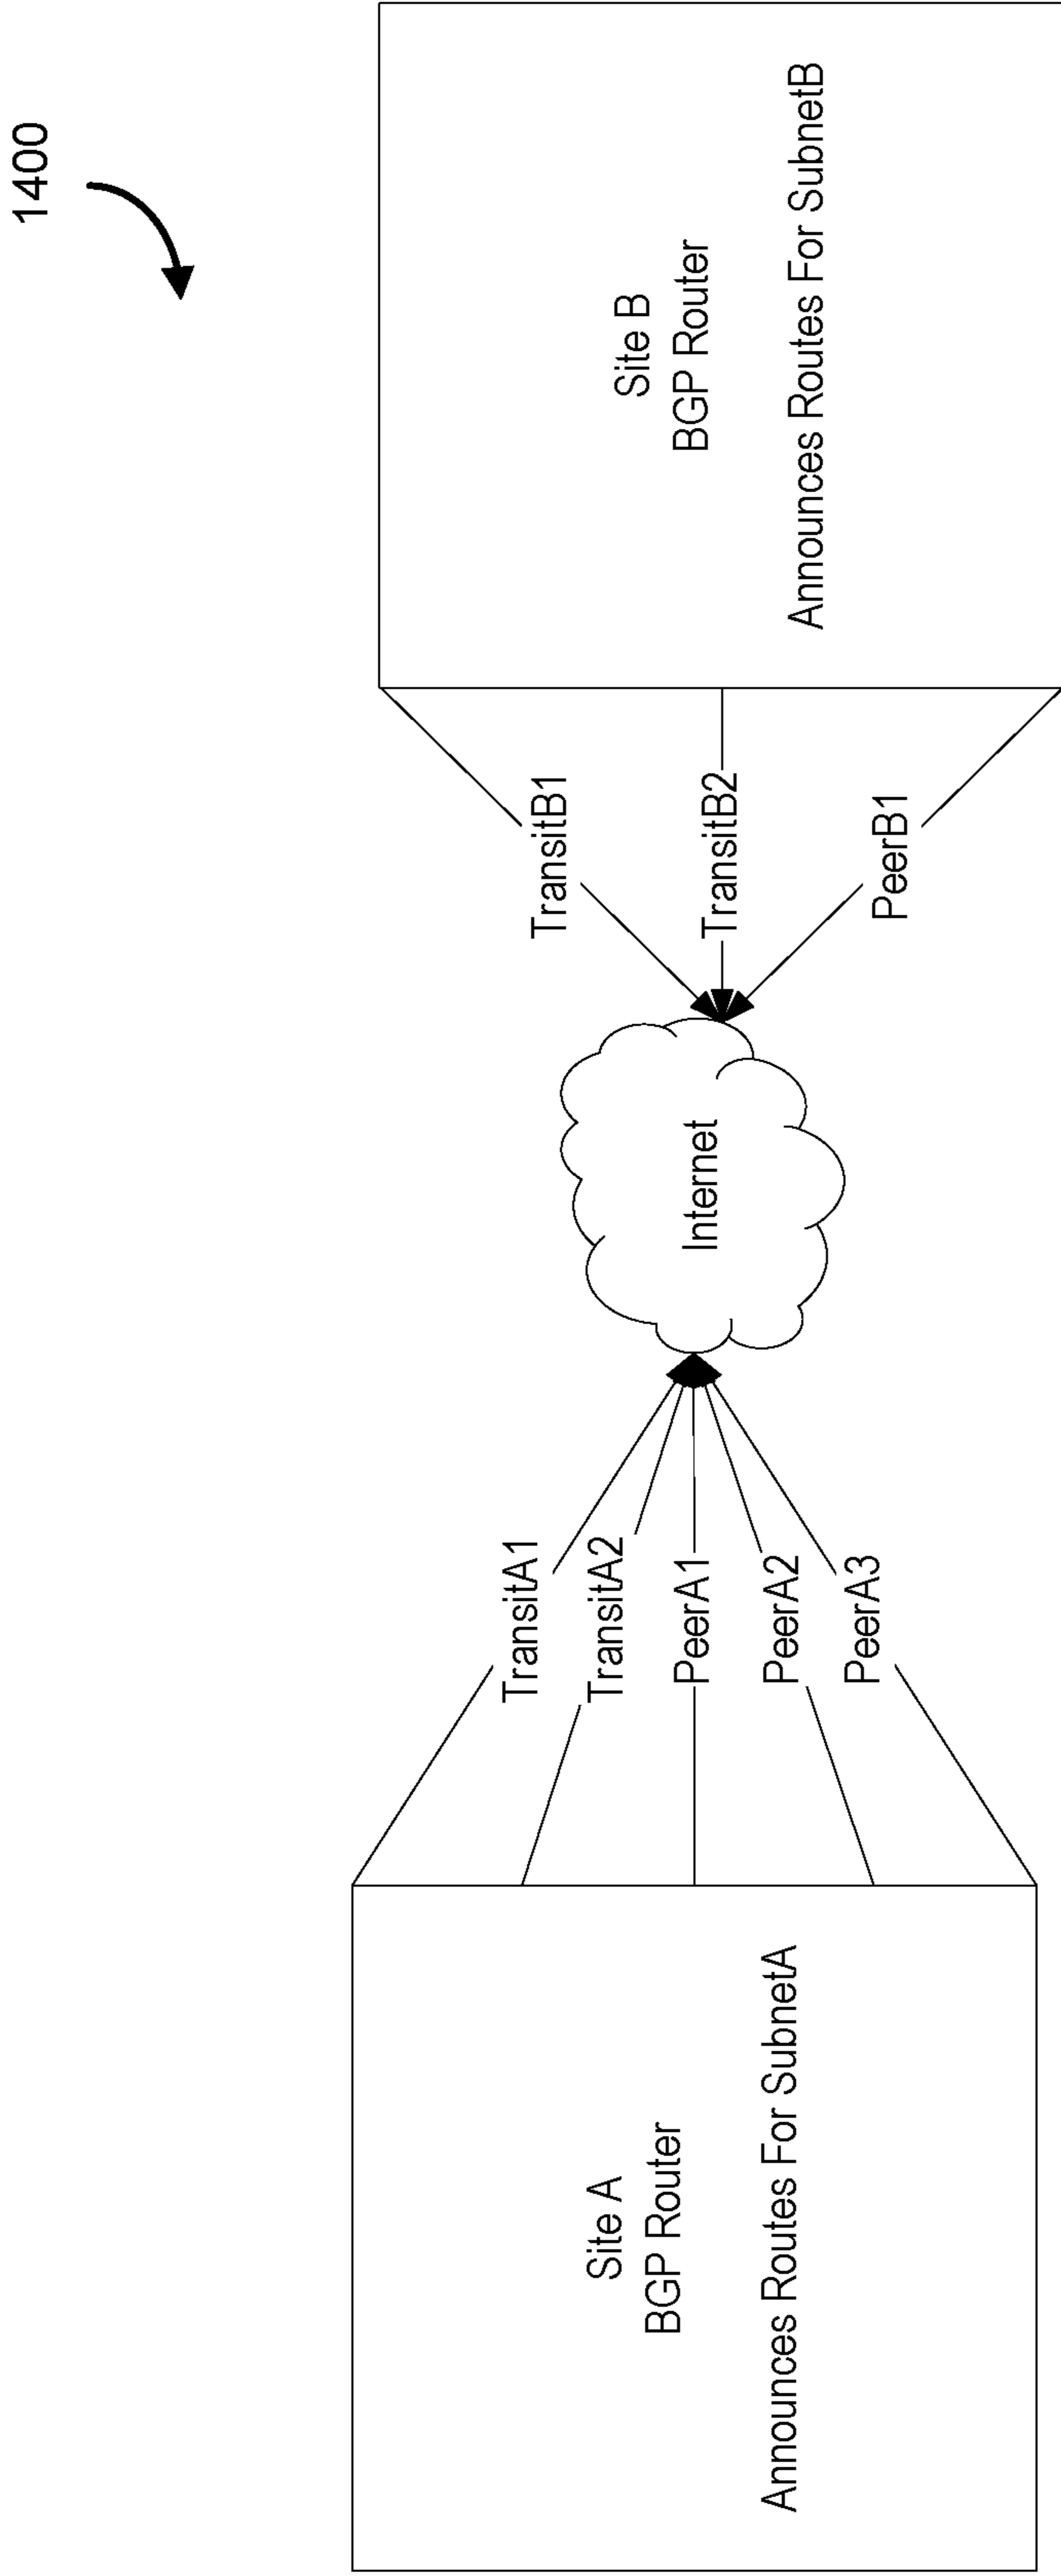 1400
Site A
BGP Router
Announces Routes For SubnetA
TransitA1
TransitA2
PeerA1
PeerA2
PeerA3
Internet
TransitB1
TransitB2
PeerB1
Site B
BGP Router
Announces Routes For SubnetB